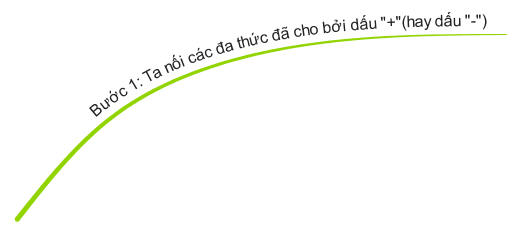 Bước 1: Ta nối các đa thức đã cho bởi dấu "+"(hay dấu "-")